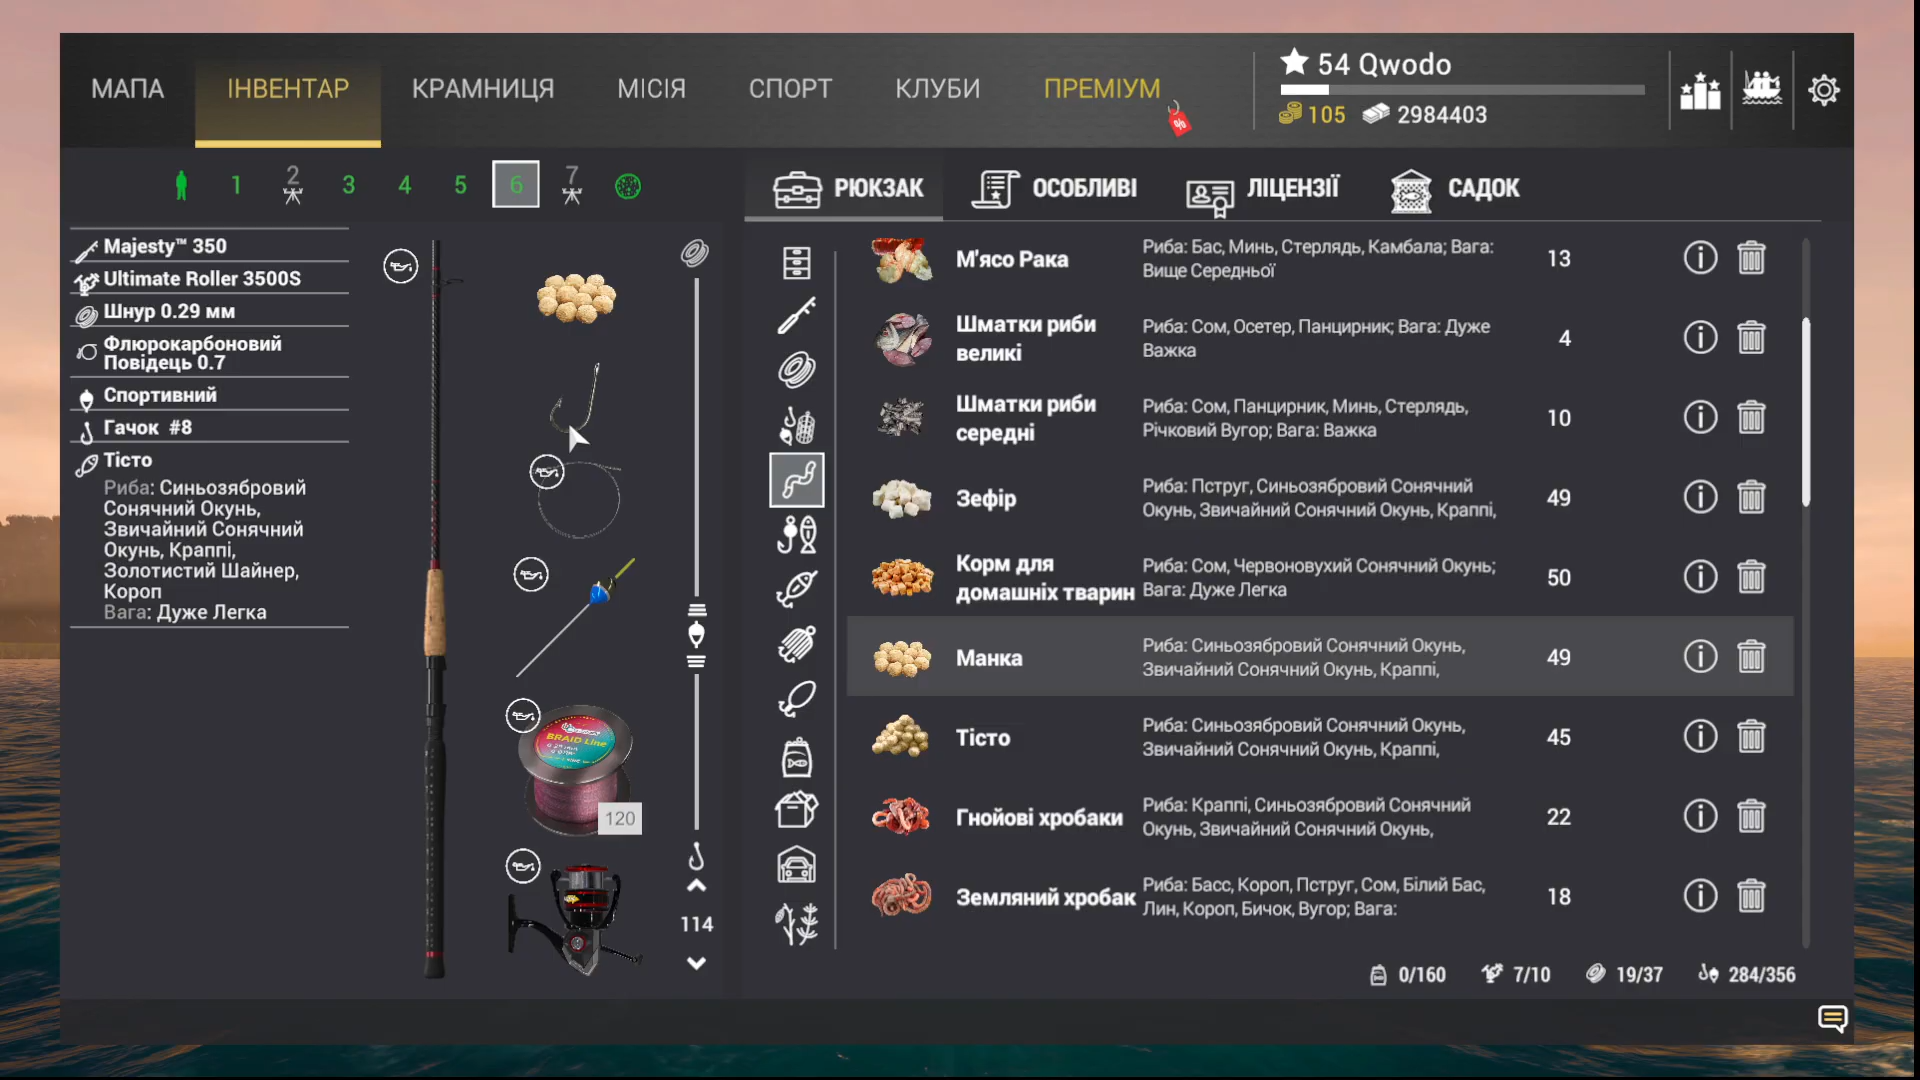 МАПА
ІНВЕНТАР
КРАМНИЦЯ
МІСІЯ
СПОРТ
КЛУБИ
ПРЕМІУМ
%
54 Qwodo
105
2984403
1
2
3
4
5
6
7
РЮКЗАК
ОСОБЛИВІ
ЛІЦЕНЗІЇ
САДОК
Majesty™ 350
Ultimate Roller 3500S
Шнур 0.29 мм
Флюрокарбоновий
Повідець 0.7
Спортивний
Гачок #8
Тісто
Риба: Синьозябровий
Сонячний Окунь,
Звичайний Сонячний
Окунь, Краппі,
Золотистий Шайнер,
Короп
Вага: Дуже Легка
BRAID Line
120
114
М'ясо Рака
Риба: Бас, Минь, Стерлядь, Камбала; Вага:
Вище Середньої
13
Шматки риби
великі
Риба: Сом, Осетер, Панцирник; Вага: Дуже
Важка
4
Шматки риби
середні
Риба: Сом, Панцирник, Минь, Стерлядь,
Річковий Вугор; Вага: Важка
10
Зефір
Риба: Пструг, Синьозябровий Сонячний
Окунь, Звичайний Сонячний Окунь, Краппі,
49
Корм для
домашніх тварин
Риба: Сом, Червоновухий Сонячний Окунь;
Вага: Дуже Легка
50
Манка
Риба: Синьозябровий Сонячний Окунь,
Звичайний Сонячний Окунь, Краппі,
49
Тісто
Риба: Синьозябровий Сонячний Окунь,
Звичайний Сонячний Окунь, Краппі,
45
Гнойові хробаки
Риба: Краппі, Синьозябровий Сонячний
Окунь, Звичайний Сонячний Окунь,
22
Земляний хробак
Риба: Басс, Короп, Пструг, Сом, Білий Бас,
Лин, Короп, Бичок, Вугор; Вага:
18
0/160
7/10
19/37
284/356